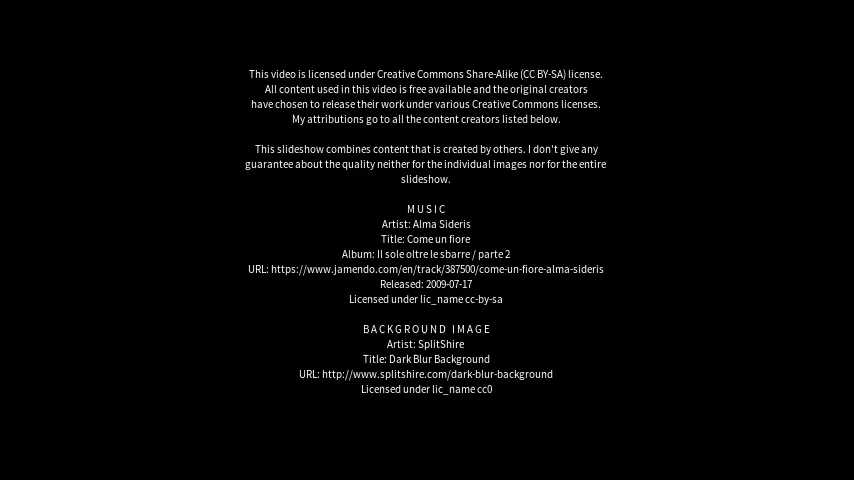 This video is licensed under Creative Commons Share-Alike (CC BY-SA) license.
All content used in this video is free available and the original creators
have chosen to release their work under various Creative Commons licenses.
My attributions go to all the content creators listed below.
This slideshow combines content that is created by others. I don't give any
guarantee about the quality neither for the individual images nor for the entire
slideshow.
MUSIC
Artist: Alma Sideris
Title: Come un fiore
Album: Il sole oltre le sbarre / parte 2
URL: https://www.jamendo.com/en/track/387500/come-un-fiore-alma-sideris
Released: 2009-07-17
Licensed under lic_name cc-by-sa
BACKGROUND IMAGE
Artist: SplitShire
Title: Dark Blur Background
URL: http://www.splitshire.com/dark-blur-background
Licensed under lic_name cc0